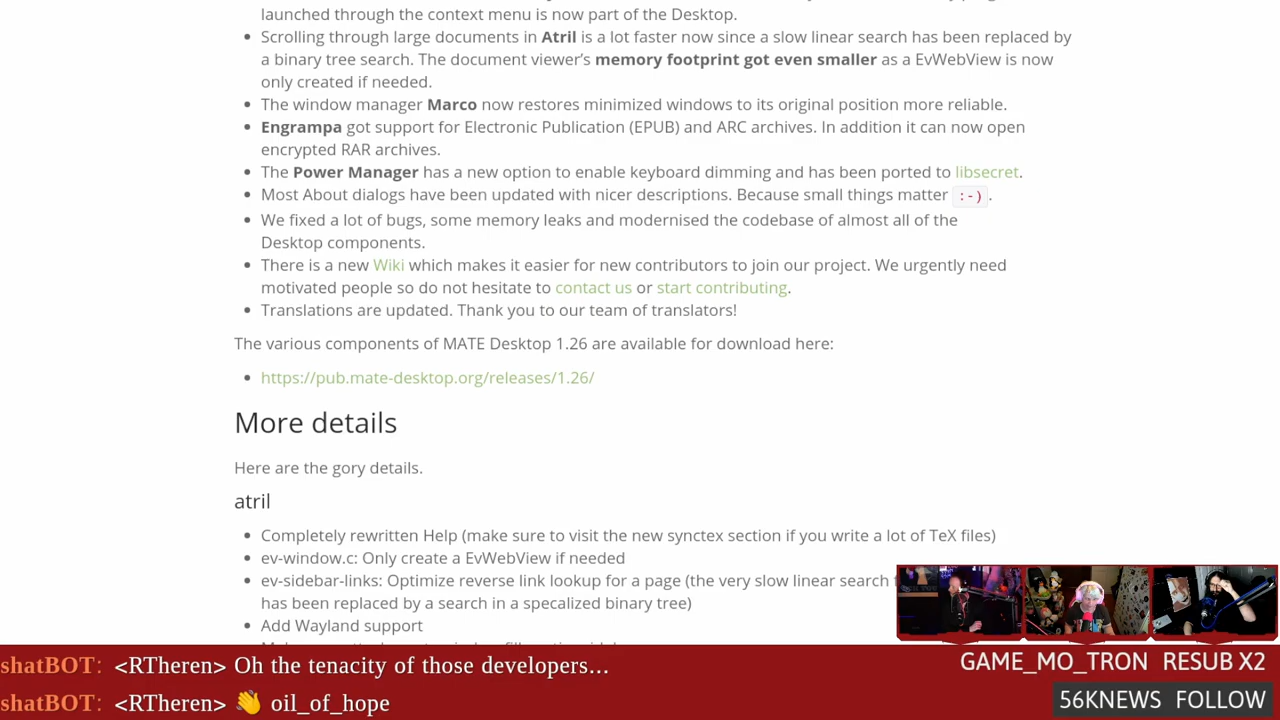 launched through the context menu is now part of the Desktop.
Scrolling through large documents in Atril is a lot faster now since a slow linear search has been replaced by
a binary tree search. The document viewer's memory footprint got even smaller as a EvWebView is now
only created if needed.
The window manager Marco now restores minimized windows to its original position more reliable.
Engrampa got support for Electronic Publication (EPUB) and ARC archives. In addition it can now open
encrypted RAR archives.
The Power Manager has a new option to enable keyboard dimming and has been ported to libsecret.
Most About dialogs have been updated with nicer descriptions. Because small things matter :-) .
We fixed a lot of bugs, some memory leaks and modernised the codebase of almost all of the
Desktop components.
There is a new Wiki which makes it easier for new contributors to join our project. We urgently need
motivated people so do not hesitate to contact us or start contributing.
Translations are updated. Thank you to our team of translators!
The various components of MATE Desktop 1.26 are available for download here:
https://pub.mate-desktop.org/releases/1.26/
More details
Here are the gory details.
atril
Completely rewritten Help (make sure to visit the new synctex section if you write a lot of TeX files)
ev-window.c: Only create a EvWebView if needed
ev-sidebar-links: Optimize reverse link lookup for a page (the very slow linear search
has been replaced by a search in a specalized binary tree)
Add Wayland support
shatBOT: <RTheren> Oh the tenacity of those developers...
shatBOT: <RTheren> 👋 oil_of_hope
GAME_MO_TRON RESUB X2
56KNEWS FOLLOW